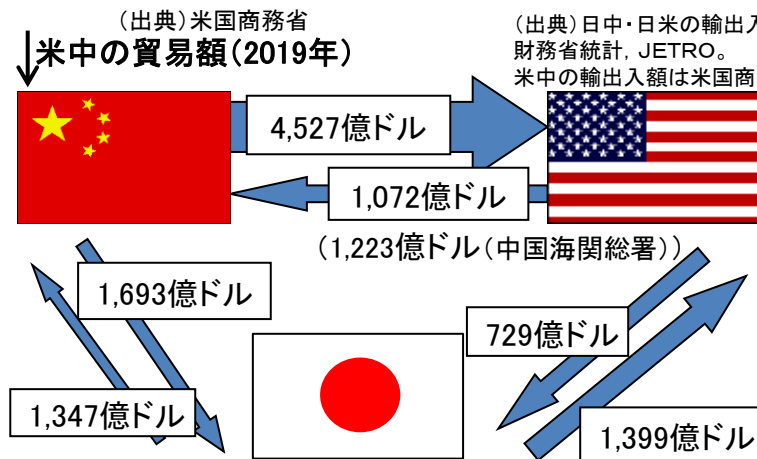 (出典)米国商務省
米中の貿易額(2019年)
(出典)日中・日米の輸出入
財務省統計, JETRO。
米中の輸出入額は米国商
4,527億ドル
1,072億ドル
(1,223億ドル(中国海関総署))
1,693億ドル
729億ドル
1,347億ドル
1,399億ドル